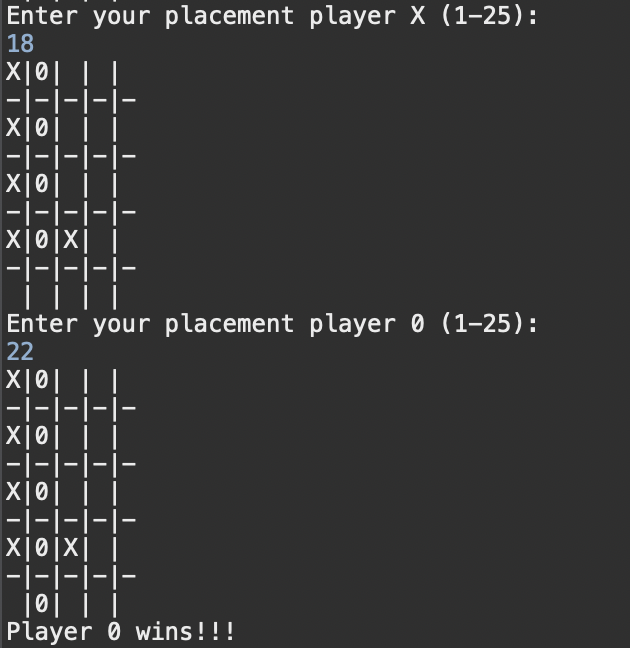 Enter your placement player X (1-25):
18
X|0| | |
-|-|-|-|-
X|0| | |
-|-|-|-|-
X|0| | |
-|-|-|-|-
X|0|X| |
-|-|-|-|-
 | | | |
Enter your placement player 0 (1-25):
22
X|0| | |
-|-|-|-|-
X|0| | |
-|-|-|-|-
X|0| | |
-|-|-|-|-
X|0|X| |
-|-|-|-|-
 |0| | |
Player 0 wins!!!